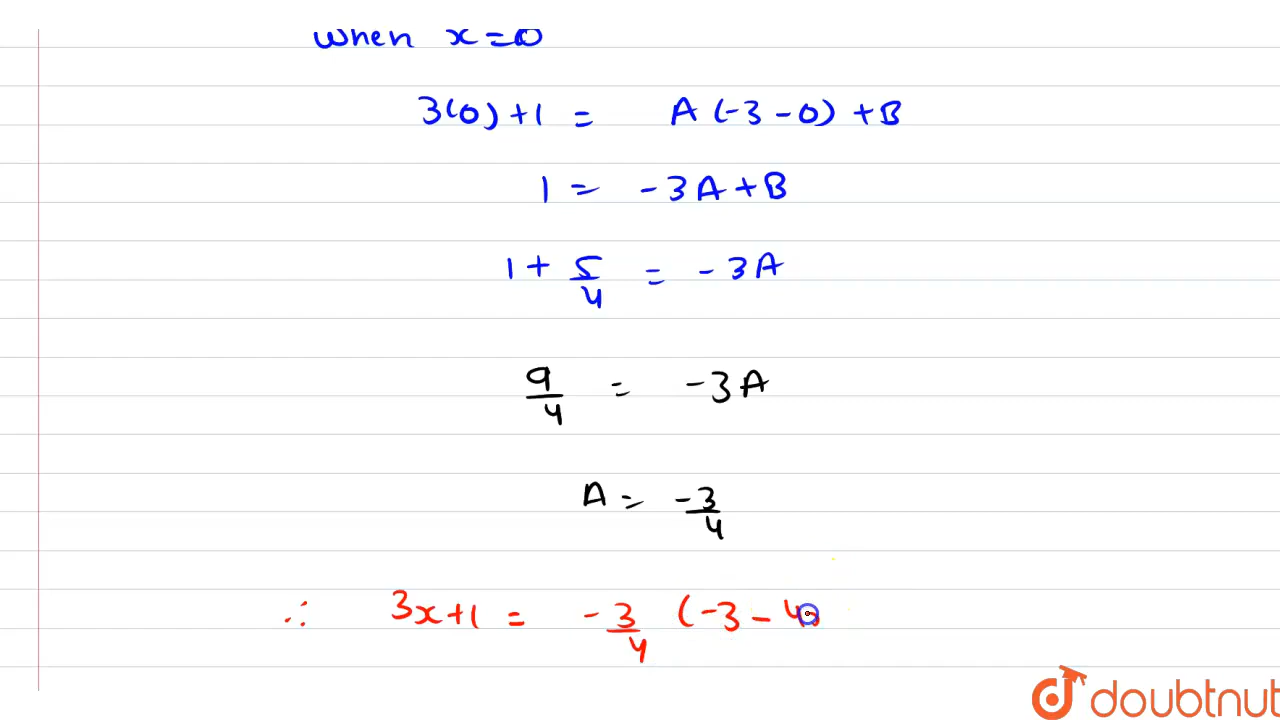 when x=0
3(0)+1 = A(-3-0)+B
1 = -3A+B
1 + 5/4 = -3A
9/4 = -3A
A = -3/4
∴ 3x+1 = -3/4 (-3-4x
doubtnut